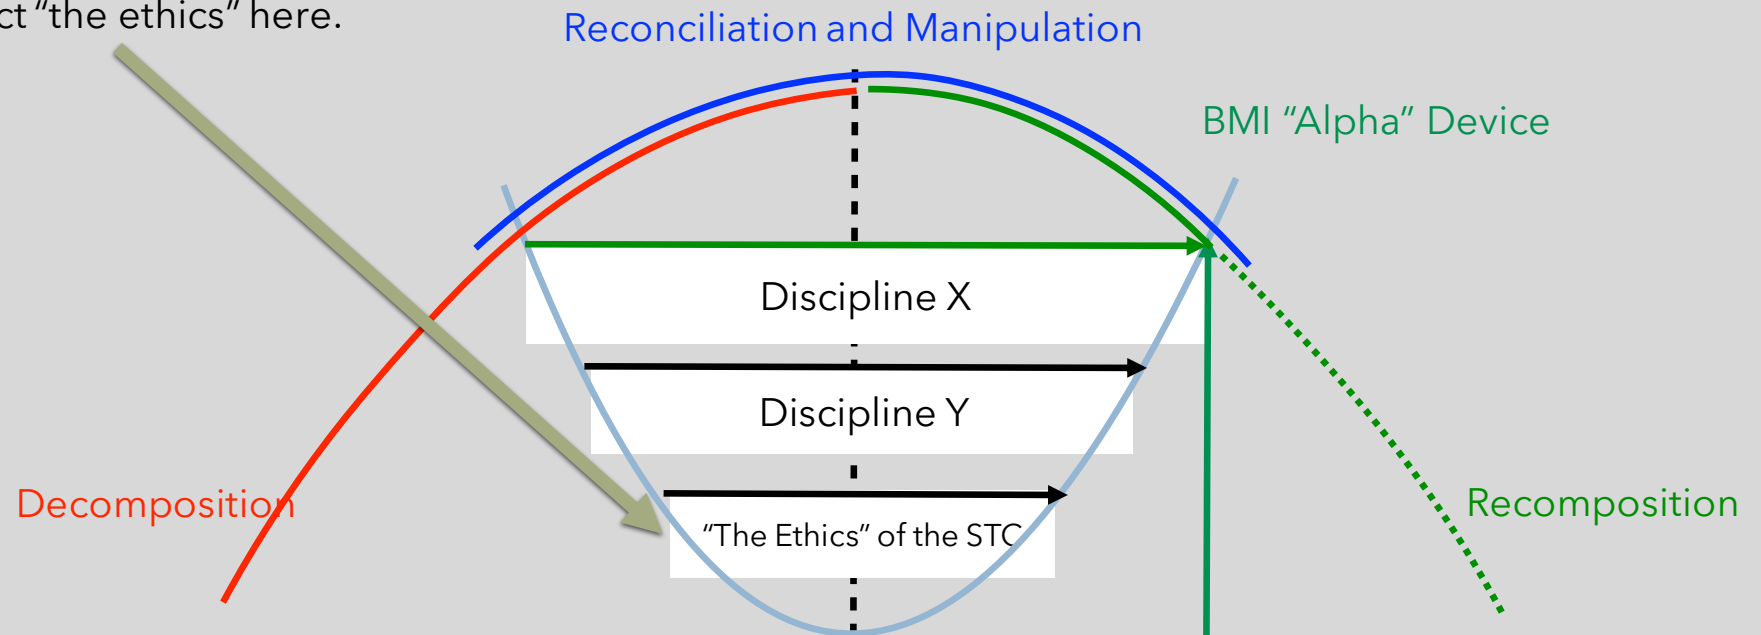 ct “the ethics” here.
Reconciliation and Manipulation
BMI “Alpha” Device
Discipline X
Discipline Y
Decomposition
Recomposition
“The Ethics” of the STC